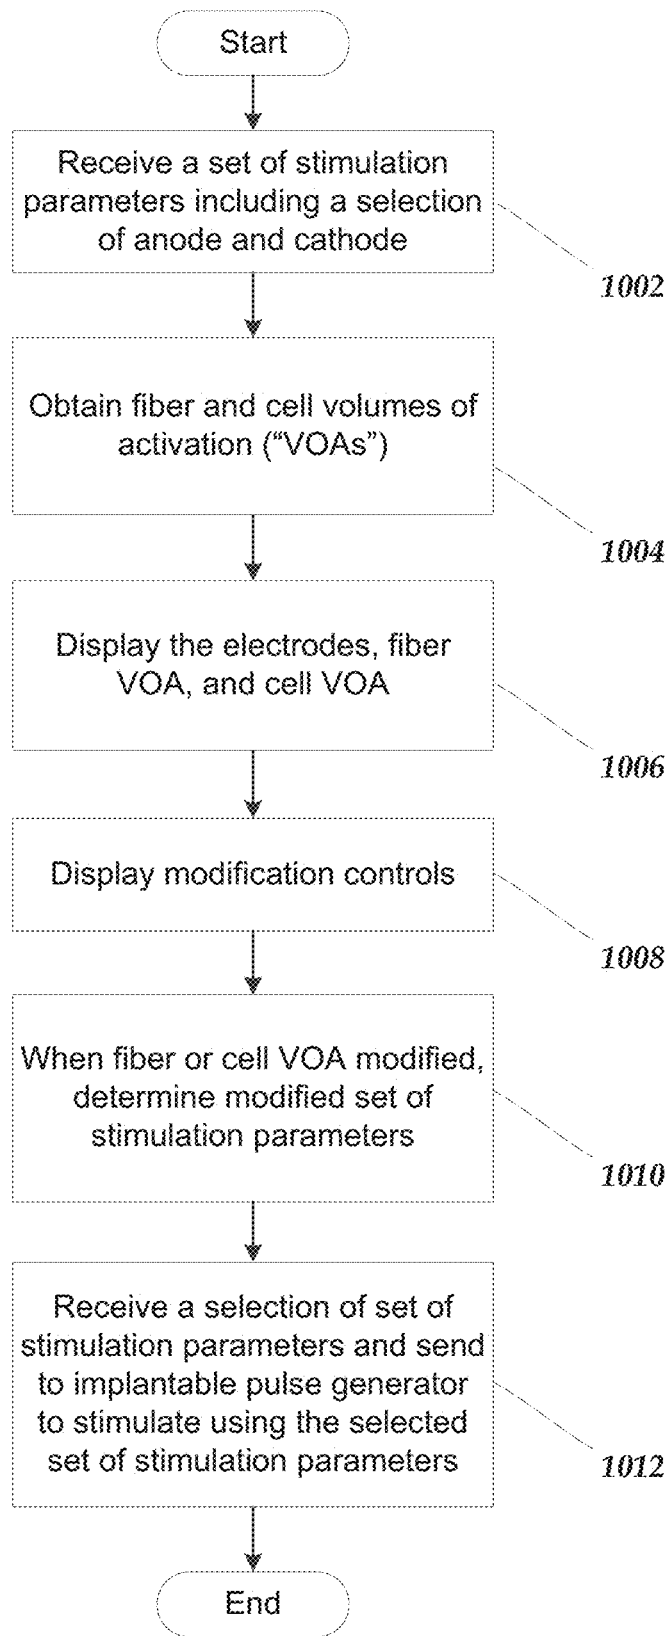 Start
Receive a set of stimulation
parameters including a selection
of anode and cathode
1002
Obtain fiber and cell volumes of
activation (“VOAs”)
1004
Display the electrodes, fiber
VOA, and cell VOA
1006
Display modification controls
1008
When fiber or cell VOA modified,
determine modified set of
stimulation parameters
1010
Receive a selection of set of
stimulation parameters and send
to implantable pulse generator
to stimulate using the selected
set of stimulation parameters
1012
End